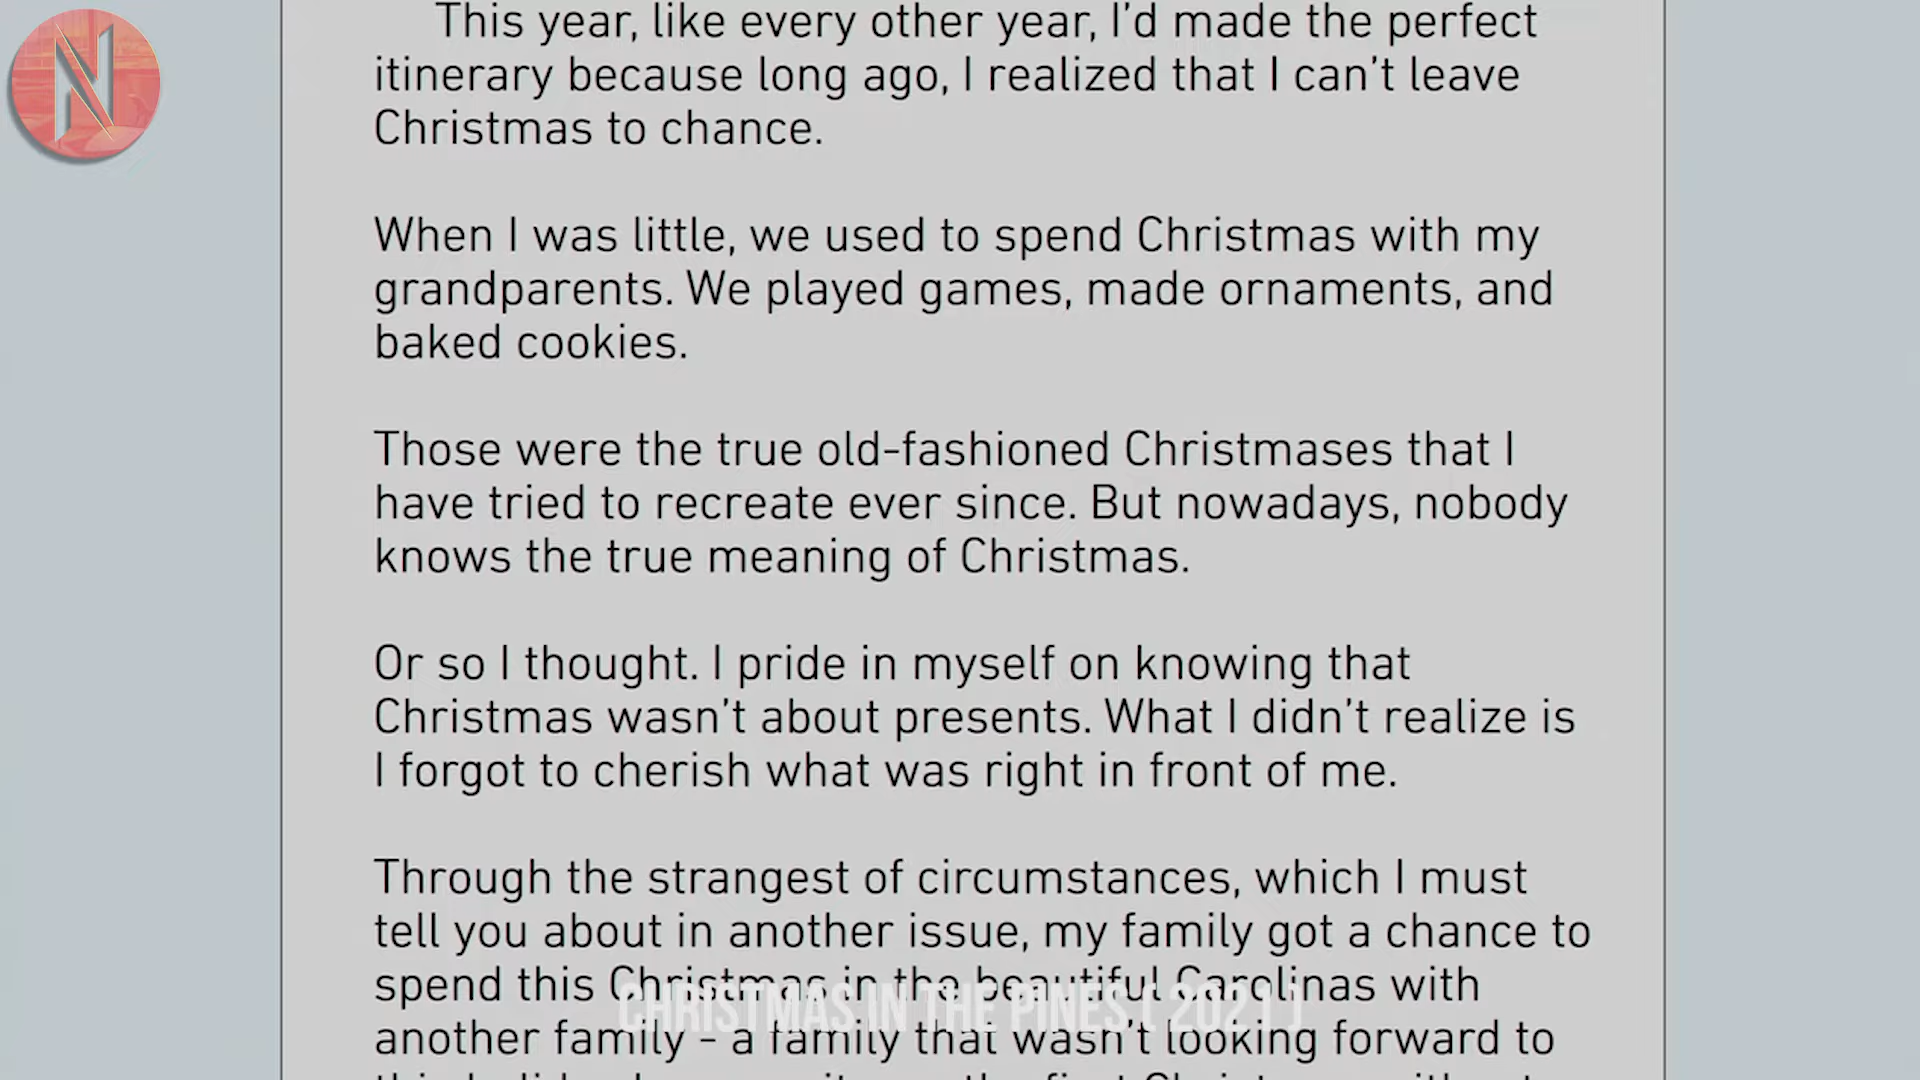 N
This year, like every other year, I'd made the perfect
itinerary because long ago, I realized that I can't leave
Christmas to chance.
When I was little, we used to spend Christmas with my
grandparents. We played games, made ornaments, and
baked cookies.
Those were the true old-fashioned Christmases that I
have tried to recreate ever since. But nowadays, nobody
knows the true meaning of Christmas.
Or so I thought. I pride in myself on knowing that
Christmas wasn't about presents. What I didn't realize is
I forgot to cherish what was right in front of me.
Through the strangest of circumstances, which I must
tell you about in another issue, my family got a chance to
spend this Christmas in the beautiful Carolinas with
CHRISTMAS IN THE PINES ( 2021 )
another family - a family that wasn't looking forward to